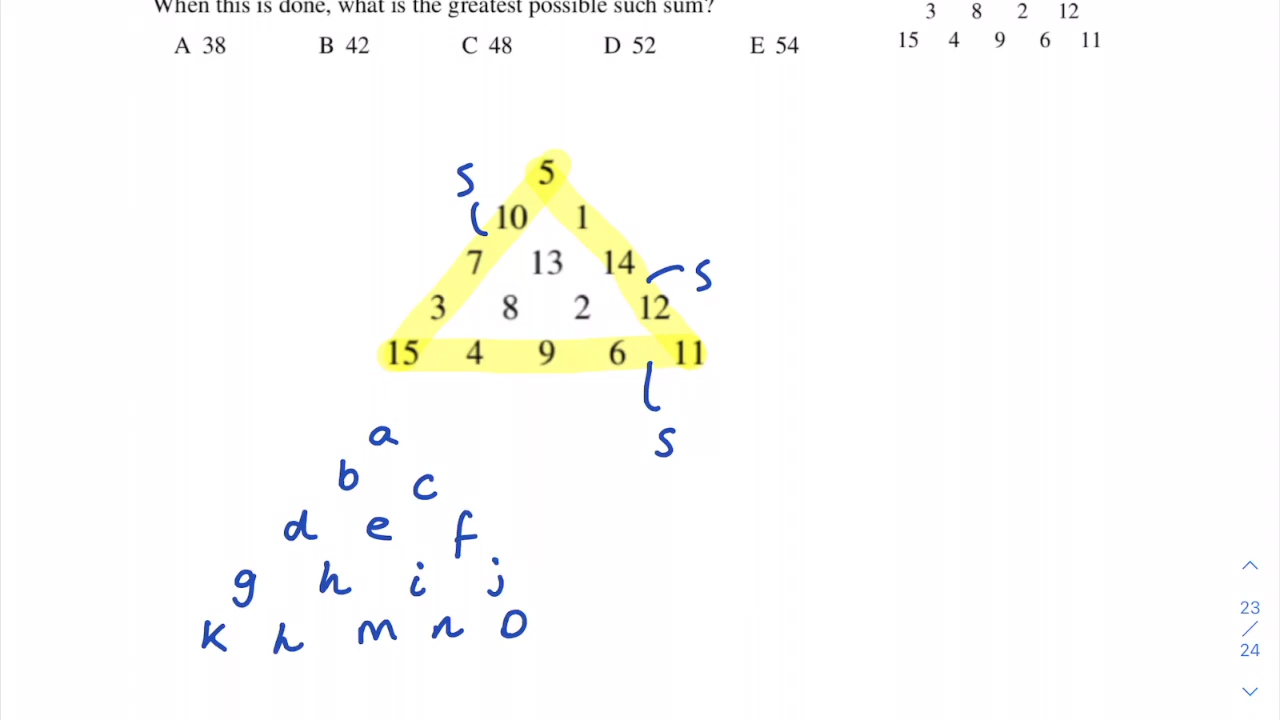 When this is done, what is the greatest possible such sum?
3 8 2 12
A 38 B 42 C 48 D 52 E 54
15 4 9 6 11
5
S
10 1
7 13 14
S
3 8 2 12
15 4 9 6 11
S
a
b c
d e f
g h i j
k h m n o
23
/
24